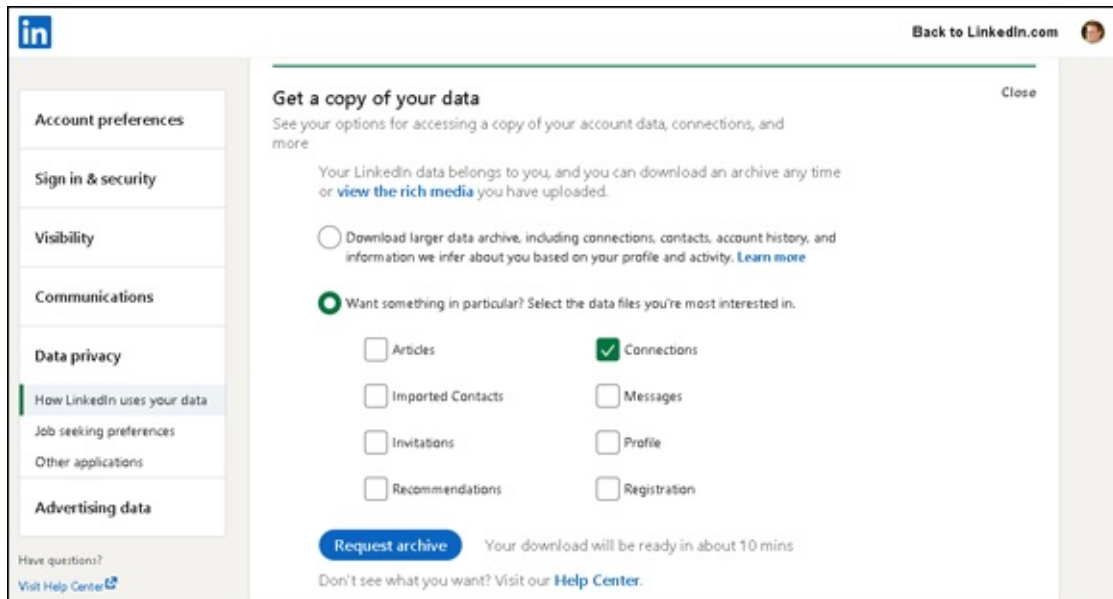 in
Back to LinkedIn.com
Account preferences
Sign in & security
Visibility
Communications
Data privacy
How LinkedIn uses your data
Job seeking preferences
Other applications
Advertising data
Have questions?
Visit Help Center
Get a copy of your data
Close
See your options for accessing a copy of your account data, connections, and
more
Your LinkedIn data belongs to you, and you can download an archive any time
or view the rich media you have uploaded.
Download larger data archive, including connections, contacts, account history, and
information we infer about you based on your profile and activity. Learn more
Want something in particular? Select the data files you're most interested in.
Articles
Connections
Imported Contacts
Messages
Invitations
Profile
Recommendations
Registration
Request archive
Your download will be ready in about 10 mins
Don't see what you want? Visit our Help Center.